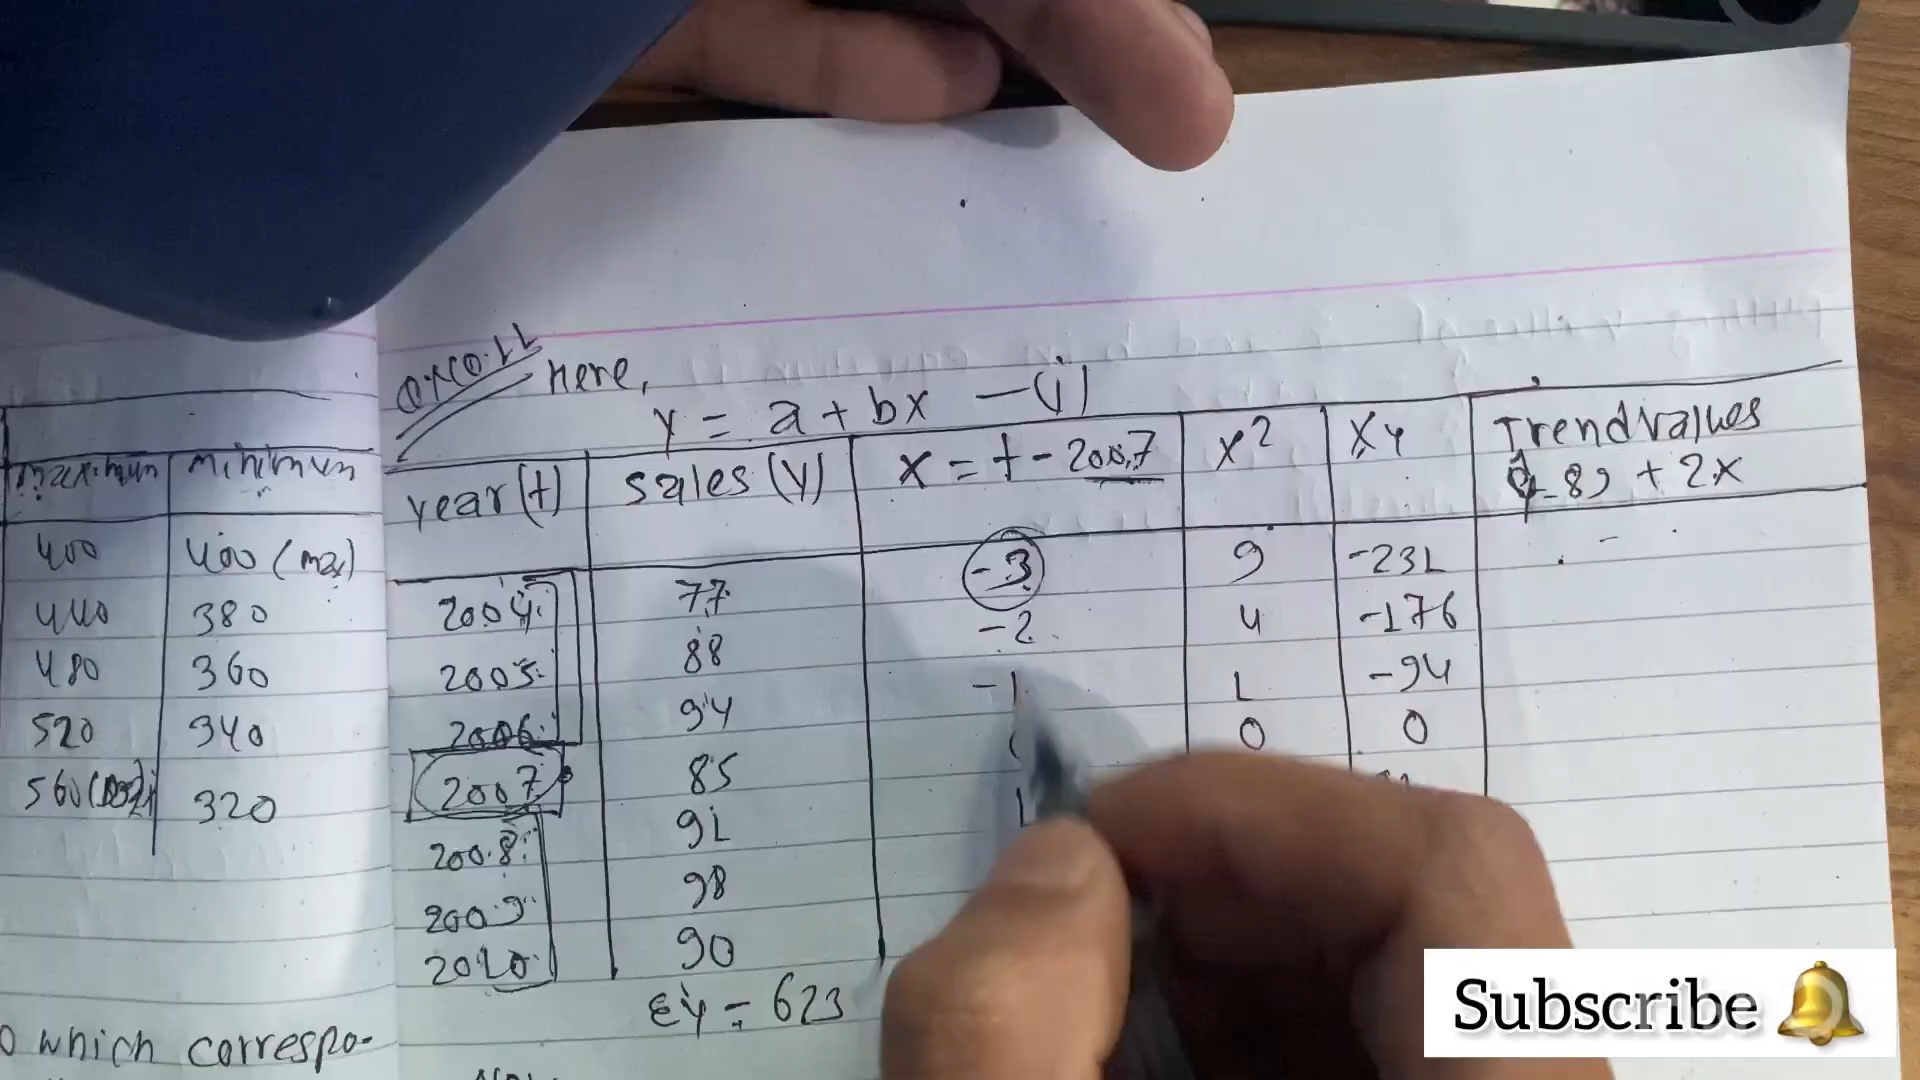 here,
y = a + bx - (i)
maximum | minimum
400 | 400 (max)
440 | 380
480 | 360
520 | 340
320
o which correspo-
year (t) | sales (y) | x = t - 2007 | x² | xy | Trend values
89 + 2x
2004 | 77 | -3 | 9 | -231
2005 | 88 | -2 | 4 | -176
2006 | 94 | -1 | 1 | -94
2007 | 85 | 0 | 0
2008 | 91 | 1
2009 | 98
2010 | 90
Σy = 623
Subscribe